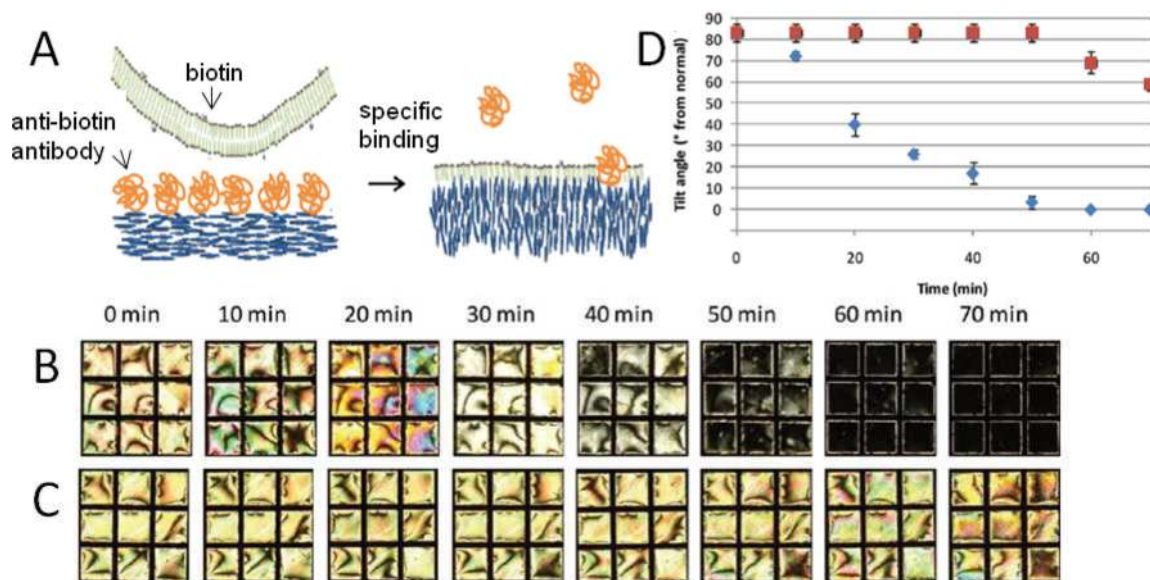 A
biotin
anti-biotin
antibody
specific
binding
D
Tilt angle (° from normal)
90
80
70
60
50
40
30
20
10
0
0
20
40
60
Time (min)
0 min
10 min
20 min
30 min
40 min
50 min
60 min
70 min
B
C